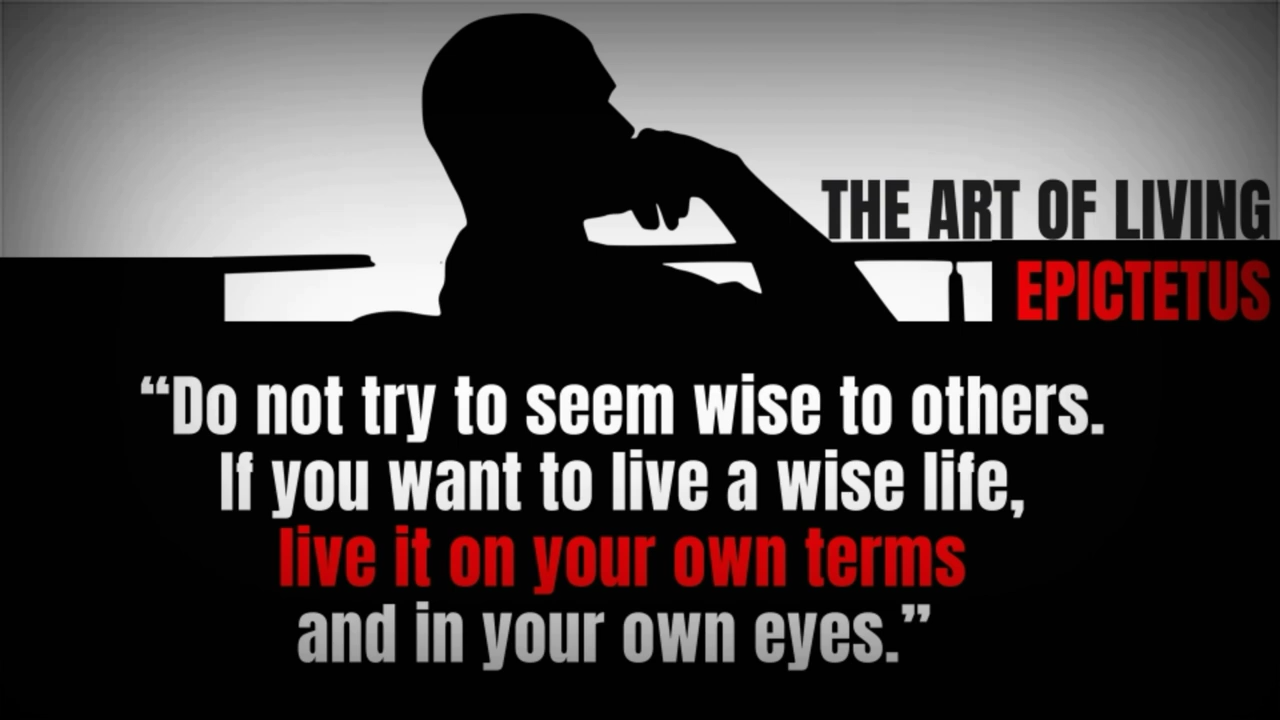 THE ART OF LIVING
EPICTETUS
“Do not try to seem wise to others.
If you want to live a wise life,
live it on your own terms
and in your own eyes.”